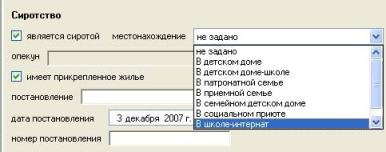 Сиротство
является сиротой местонахождение не задано
не задано
опекун
В детском доме
В детском доме-школе
имеет прикрепленное жилье
В патронатной семье
В приемной семье
постановление
В семейном детском доме
В социальном приюте
дата постановления 3 декабря 2007 г.
В школе-интернат
номер постановления